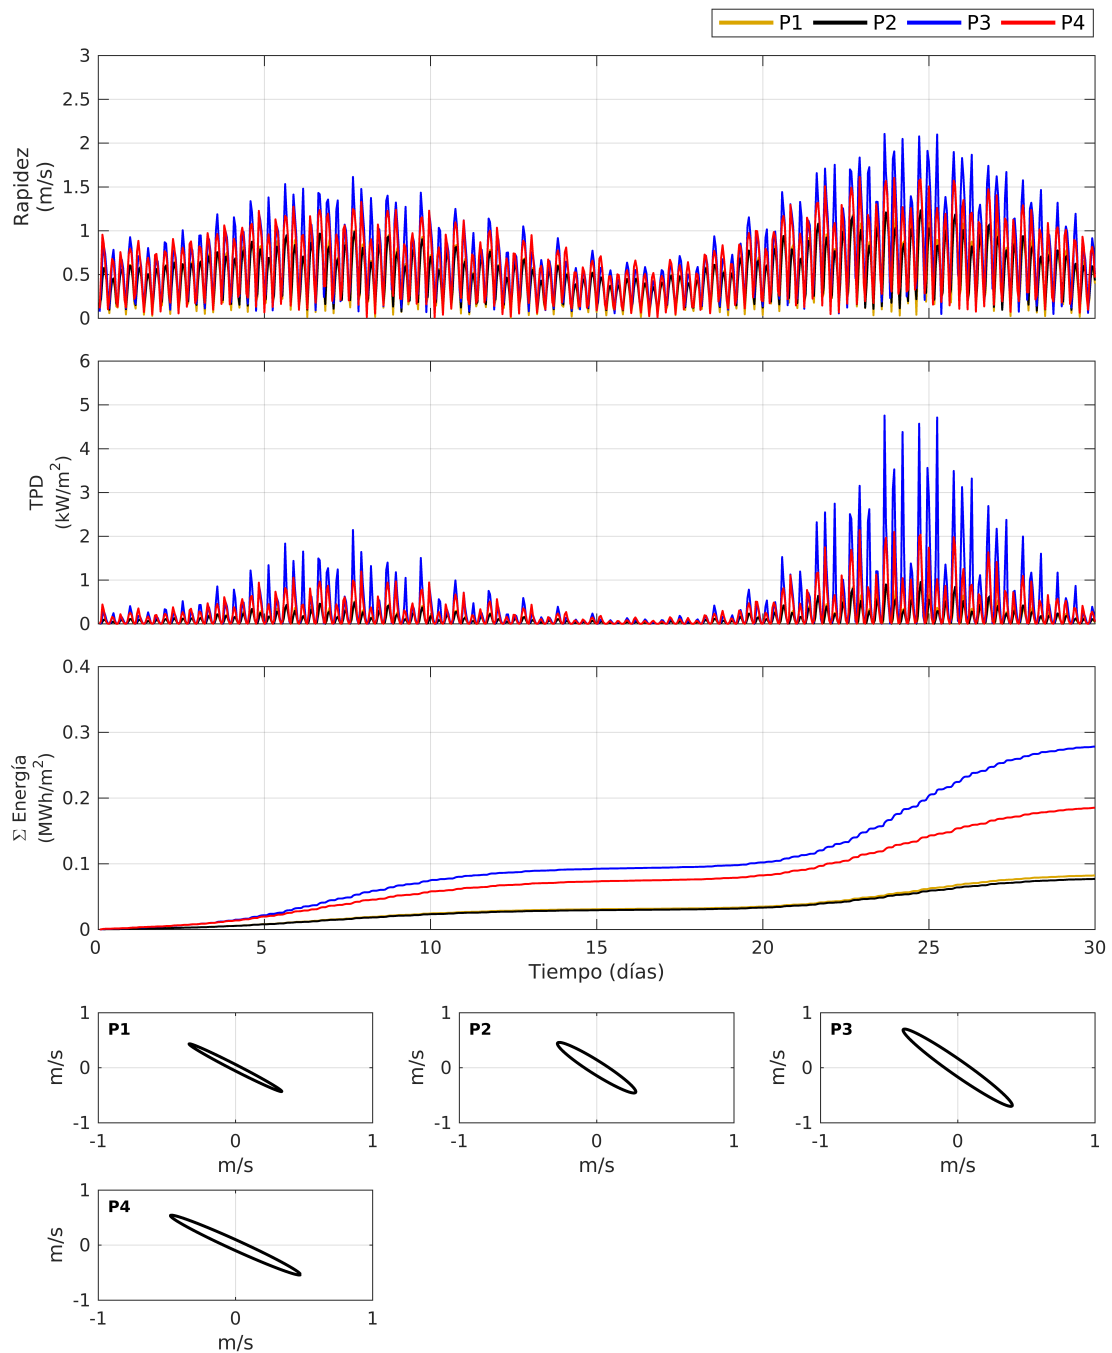 P1 P2 P3 P4
3
2.5
2
1.5
1
0.5
0
Rapidez
(m/s)
6
5
4
3
2
1
0
TPD
(kW/m²)
0.4
0.3
0.2
0.1
0
Σ Energía
(MWh/m²)
0 5 10 15 20 25 30
Tiempo (días)
P1
1
0
-1
m/s
-1 0 1
m/s
P2
1
0
-1
m/s
-1 0 1
m/s
P3
1
0
-1
m/s
-1 0 1
m/s
P4
1
0
-1
m/s
-1 0 1
m/s